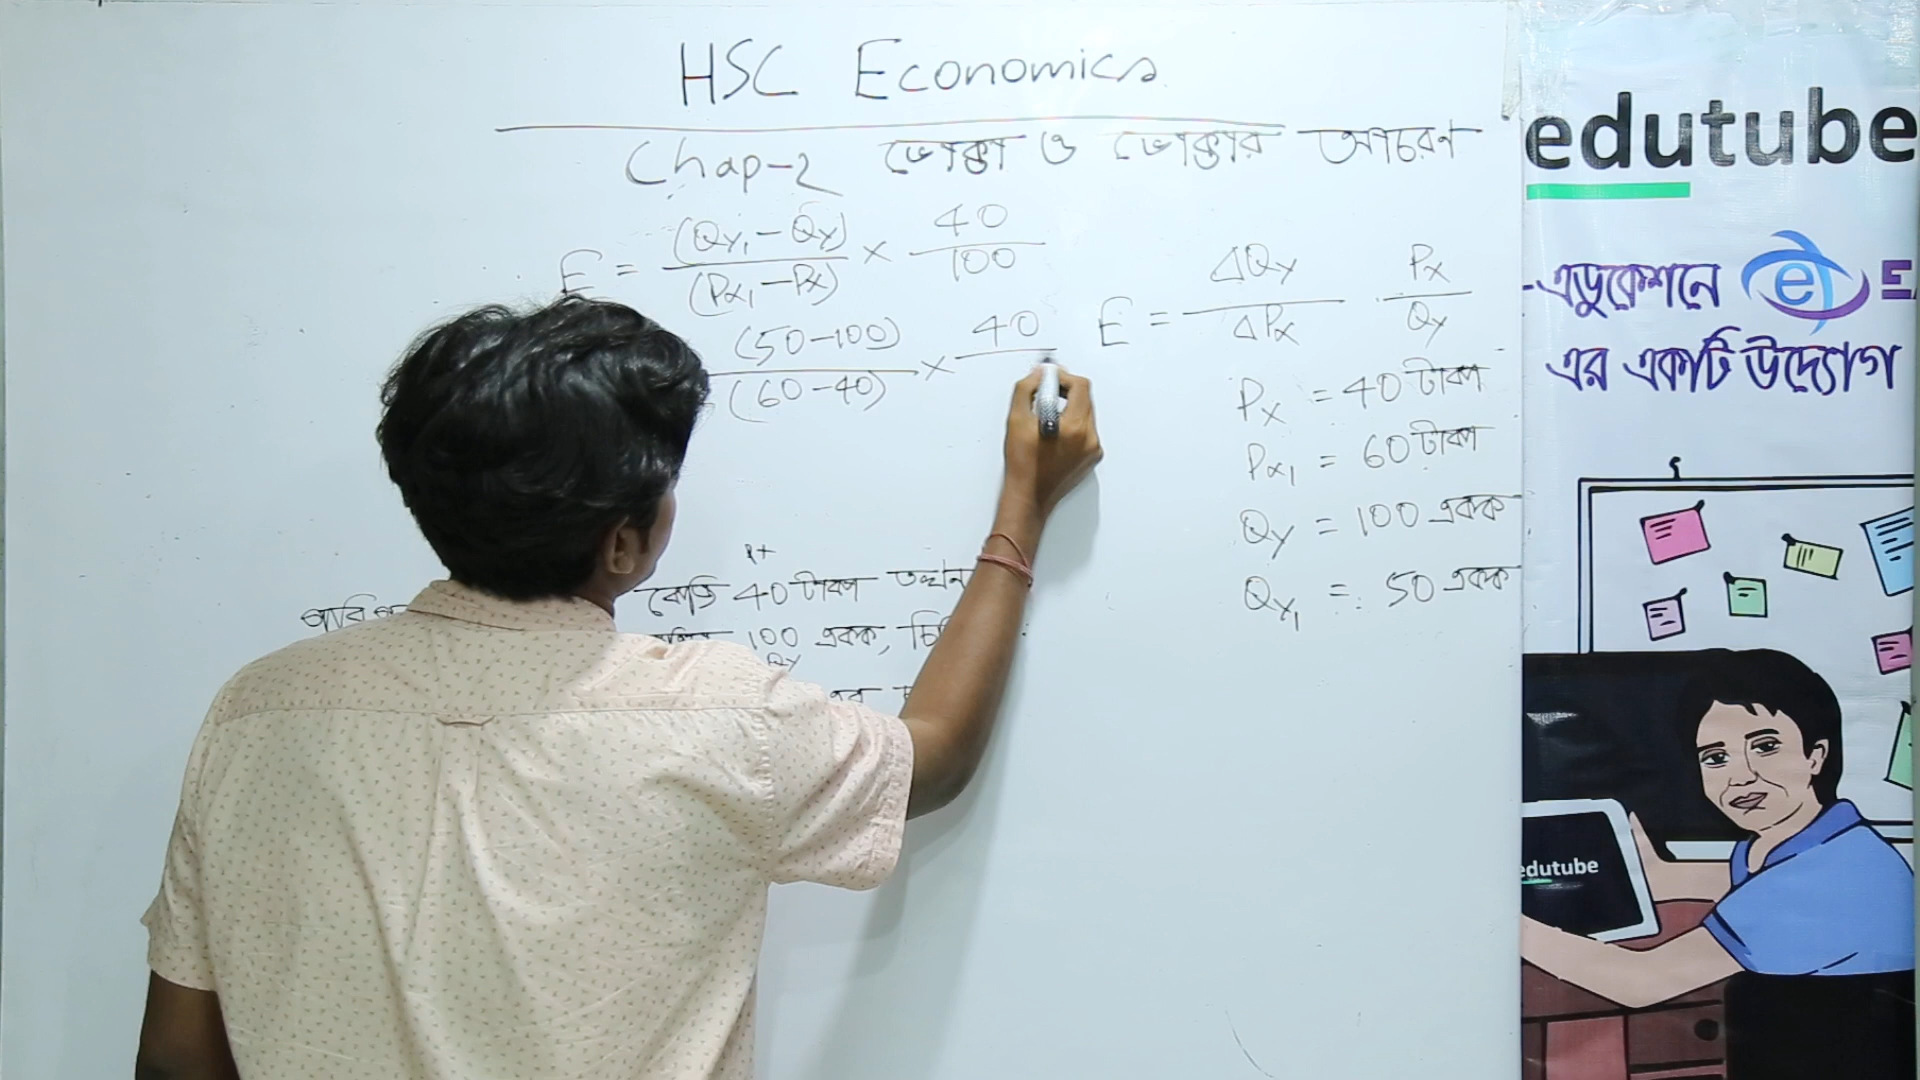 HSC Economics
Chap-2 ভোক্তা ও ভোক্তার আচরণ
E = (Qy₁ - Qy) / (Px₁ - Px) × 40 / 100
(50-100) / (60-40) × 40
E = ΔQy / ΔPx Px / Qy
Px = 40 টাকা
Px₁ = 60 টাকা
Qy = 100 একক
Qy₁ = 50 একক
40 টাকা তখন
100 একক,
Qy
edutube
-এডুকেশনে e
এর একটি উদ্যোগ
edutube